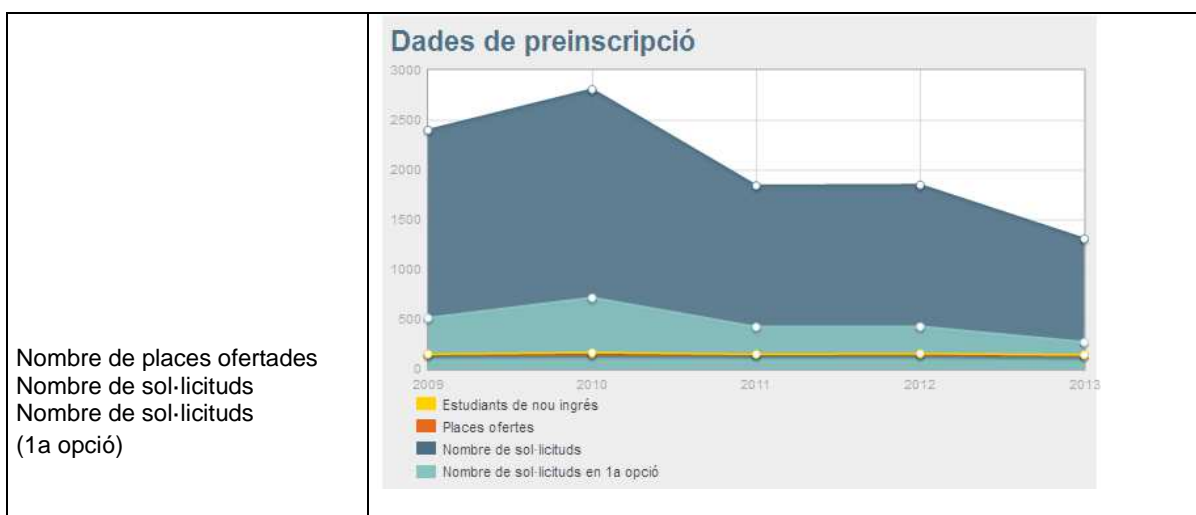 Nombre de places ofertades
Nombre de sol·licituds
Nombre de sol·licituds
(1a opció)
Dades de preinscripció
3000
2500
2000
1500
1000
500
0
2009 2010 2011 2012 2013
Estudiants de nou ingrés
Places ofertes
Nombre de sol·licituds
Nombre de sol·licituds en 1a opció